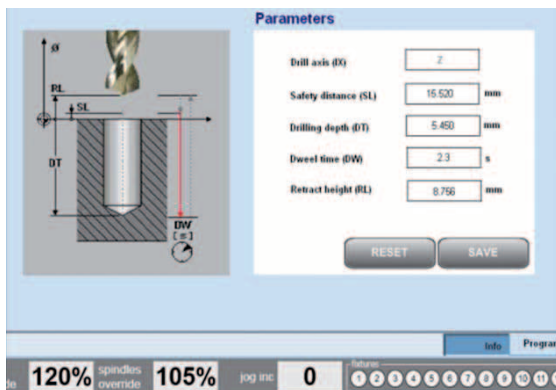 Parameters
ø
RL
SL
DT
DW
[s]
Drill axis (IX) Z
Safety distance (SL) 15.520 mm
Drilling depth (DT) 5.450 mm
Dweel time (DW) 2.3 s
Retract height (RL) 8.756 mm
RESET SAVE
Info Progra
de 120% spindles override 105% jog inc 0 fixtures
1 2 3 4 5 6 7 8 9 10 11